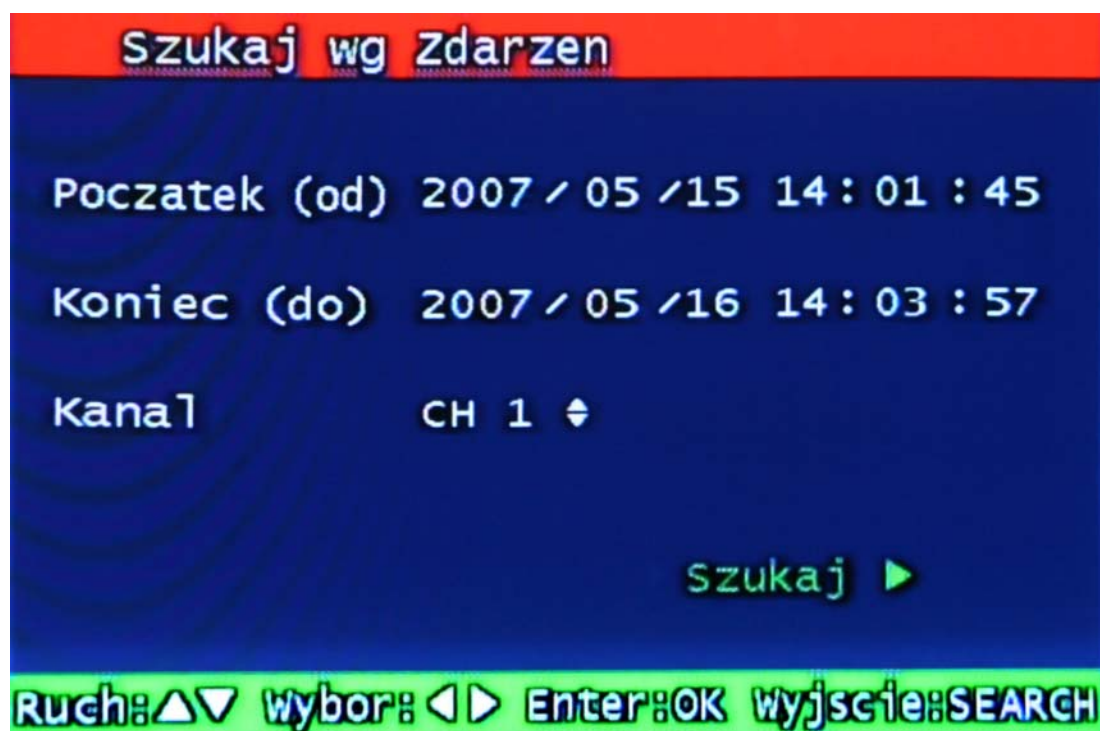 Szukaj wg Zdarzen
Poczatek (od) 2007/05/15 14:01:45
Koniec (do) 2007/05/16 14:03:57
Kanal CH 1
Szukaj
Ruch:△▽ Wybor:◁▷ Enter:OK Wyjscie:SEARCH